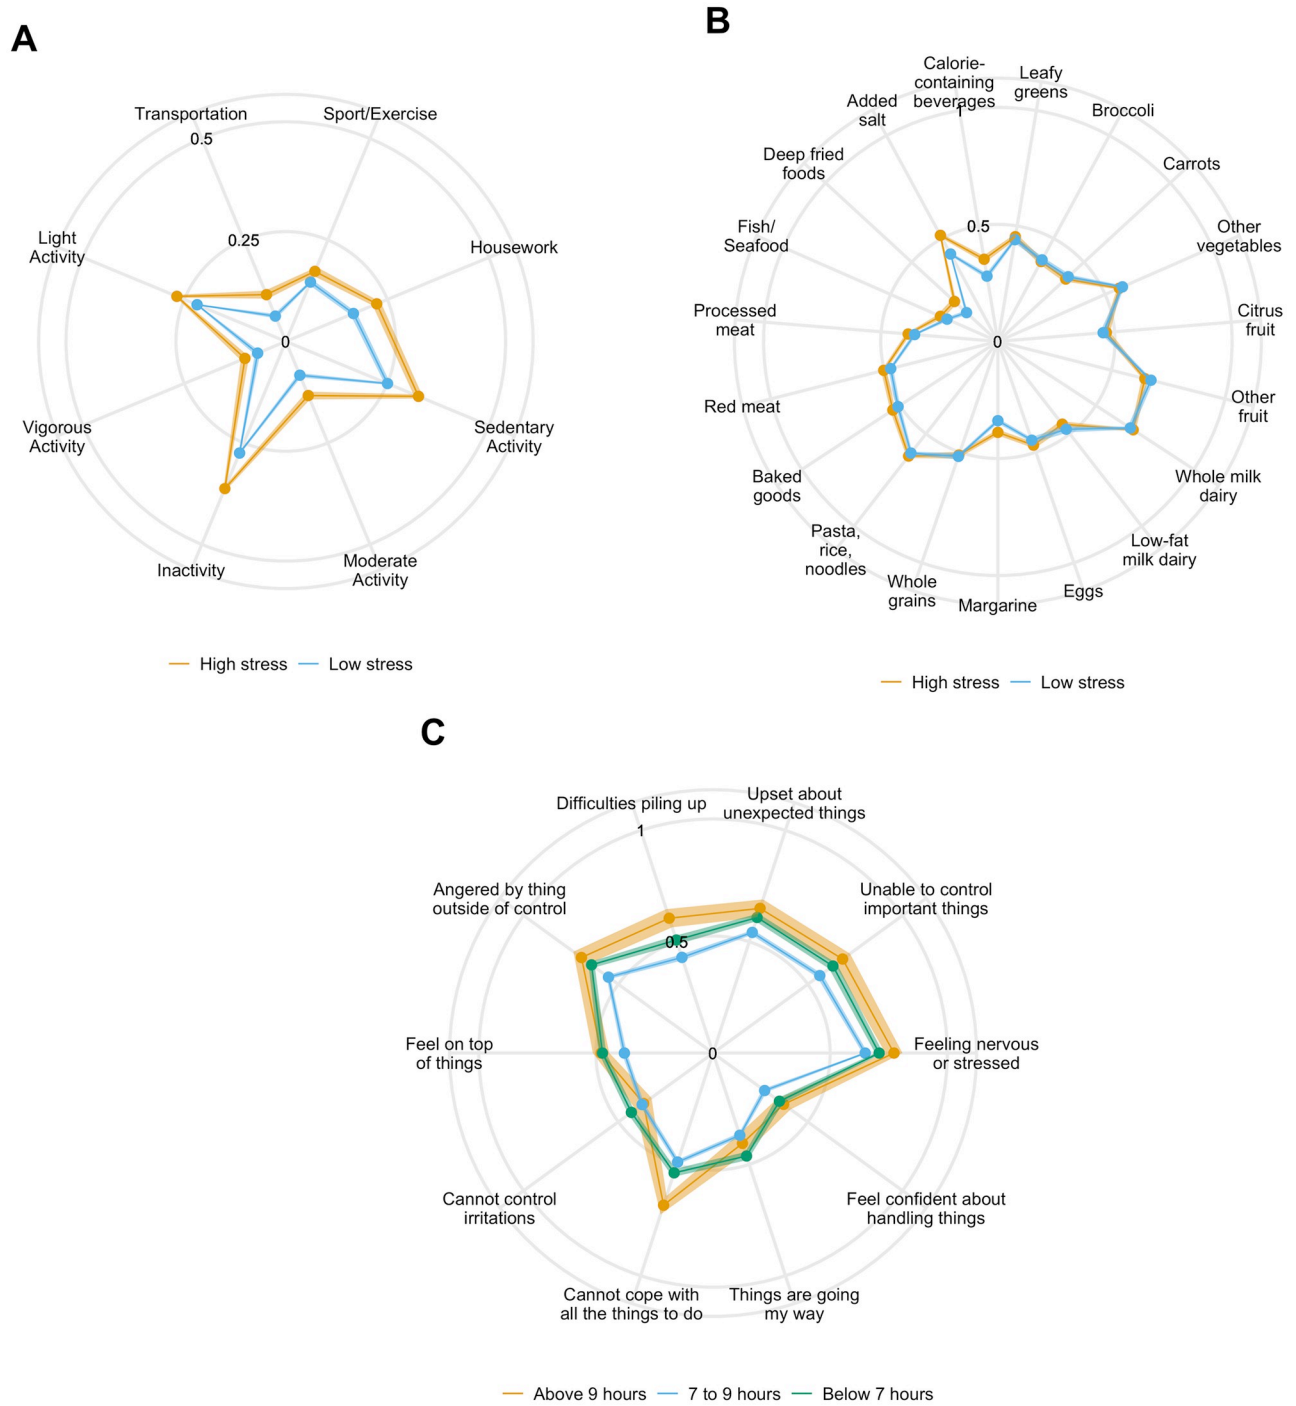 A
Transportation
Sport/Exercise
0.5
Light
Activity
0.25
Housework
0
Vigorous
Activity
Sedentary
Activity
Inactivity
Moderate
Activity
High stress
Low stress
B
Calorie-
containing
beverages
Leafy
greens
Added
salt
1
Broccoli
Deep fried
foods
Carrots
Fish/
Seafood
0.5
Other
vegetables
Processed
meat
0
Citrus
fruit
Red meat
Other
fruit
Baked
goods
Whole milk
dairy
Pasta,
rice,
noodles
Low-fat
milk dairy
Whole
grains
Margarine
Eggs
High stress
Low stress
C
Difficulties piling up
Upset about
unexpected things
1
Angered by thing
outside of control
Unable to control
important things
0.5
Feel on top
of things
0
Feeling nervous
or stressed
Cannot control
irritations
Feel confident about
handling things
Cannot cope with
all the things to do
Things are going
my way
Above 9 hours
7 to 9 hours
Below 7 hours